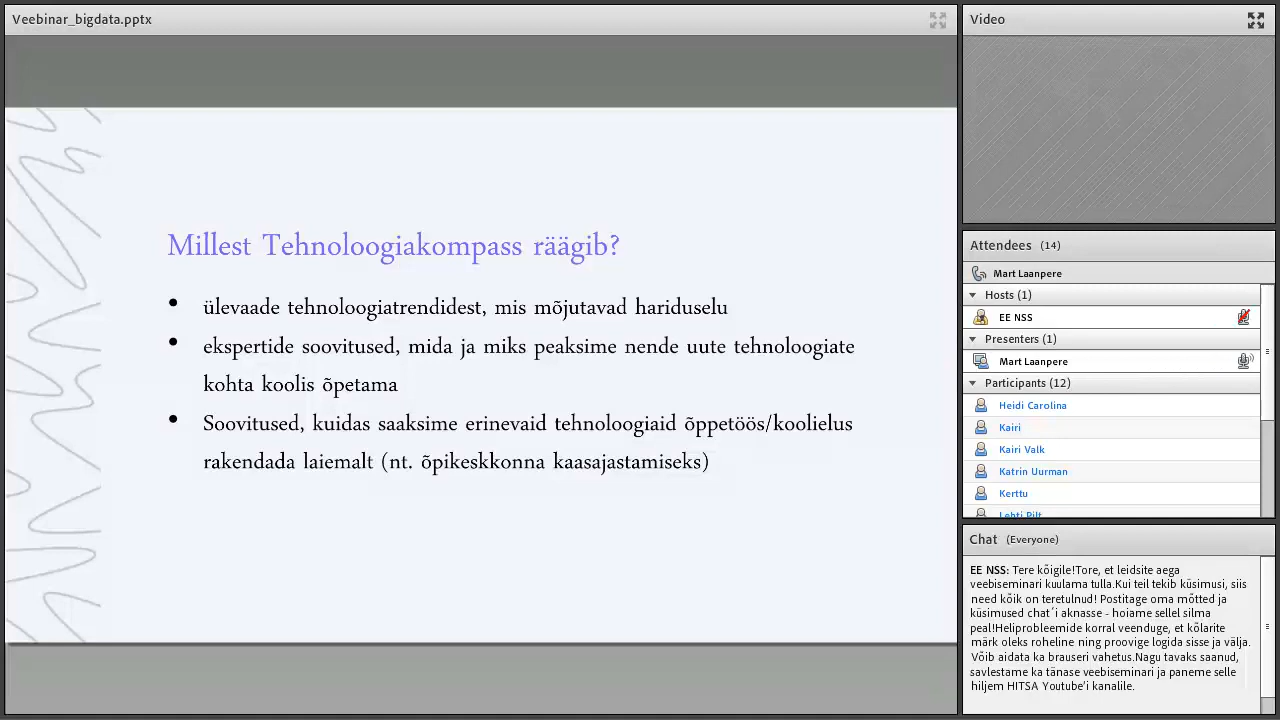 Veebinar_bigdata.pptx
Millest Tehnoloogiakompass räägib?
• ülevaade tehnoloogiatrendidest, mis mõjutavad hariduselu
• ekspertide soovitused, mida ja miks peaksime nende uute tehnoloogiate
kohta koolis õpetama
• Soovitused, kuidas saaksime erinevaid tehnoloogiaid õppetöös/koolielus
rakendada laiemalt (nt. õpikeskkonna kaasajastamiseks)
Video
Attendees (14)
Mart Laanpere
Hosts (1)
EE NSS
Presenters (1)
Mart Laanpere
Participants (12)
Heidi Carolina
Kairi
Kairi Valk
Katrin Uurman
Kerttu
Lehti Pilt
Chat (Everyone)
EE NSS: Tere kõigile!Tore, et leidsite aega
veebiseminari kuulama tulla.Kui teil tekib küsimusi, siis
need kõik on teretulnud! Postitage oma mõtted ja
küsimused chat´i aknasse - hoiame sellel silma
peal!Heliprobleemide korral veenduge, et kõlarite
märk oleks roheline ning proovige logida sisse ja välja.
Võib aidata ka brauseri vahetus.Nagu tavaks saanud,
savlestame ka tänase veebiseminari ja paneme selle
hiljem HITSA Youtube'i kanalile.